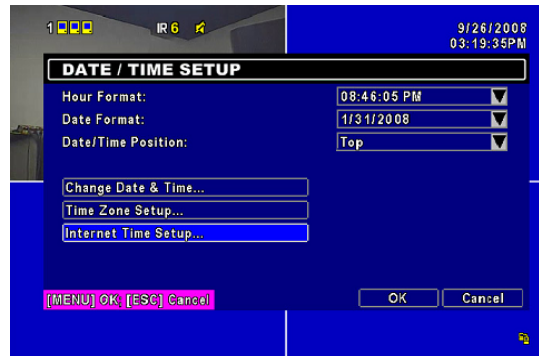 1 IR 6 9/26/2008
03:19:35PM
DATE / TIME SETUP
Hour Format: 08:46:05 PM
Date Format: 1/31/2008
Date/Time Position: Top
Change Date & Time...
Time Zone Setup...
Internet Time Setup...
[MENU] OK; [ESC] Cancel OK Cancel